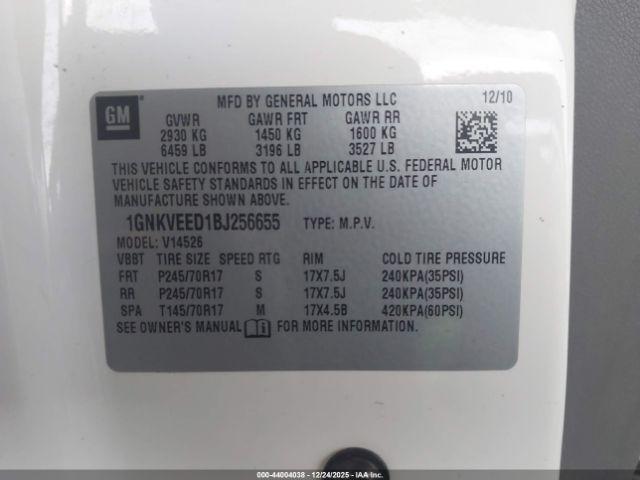 GM
MFD BY GENERAL MOTORS LLC 12/10
GVWR GAWR FRT GAWR RR
2930 KG 1450 KG 1600 KG
6459 LB 3196 LB 3527 LB
THIS VEHICLE CONFORMS TO ALL APPLICABLE U.S. FEDERAL MOTOR
VEHICLE SAFETY STANDARDS IN EFFECT ON THE DATE OF
MANUFACTURE SHOWN ABOVE.
1GNKVEED1BJ256655 TYPE: M.P.V.
MODEL: V14526
VBBT TIRE SIZE SPEED RTG RIM COLD TIRE PRESSURE
FRT P245/70R17 S 17X7.5J 240KPA(35PSI)
RR P245/70R17 S 17X7.5J 240KPA(35PSI)
SPA T145/70R17 M 17X4.5B 420KPA(60PSI)
SEE OWNER'S MANUAL FOR MORE INFORMATION.
000-44004038 - 12/24/2025 - IAAI.COM